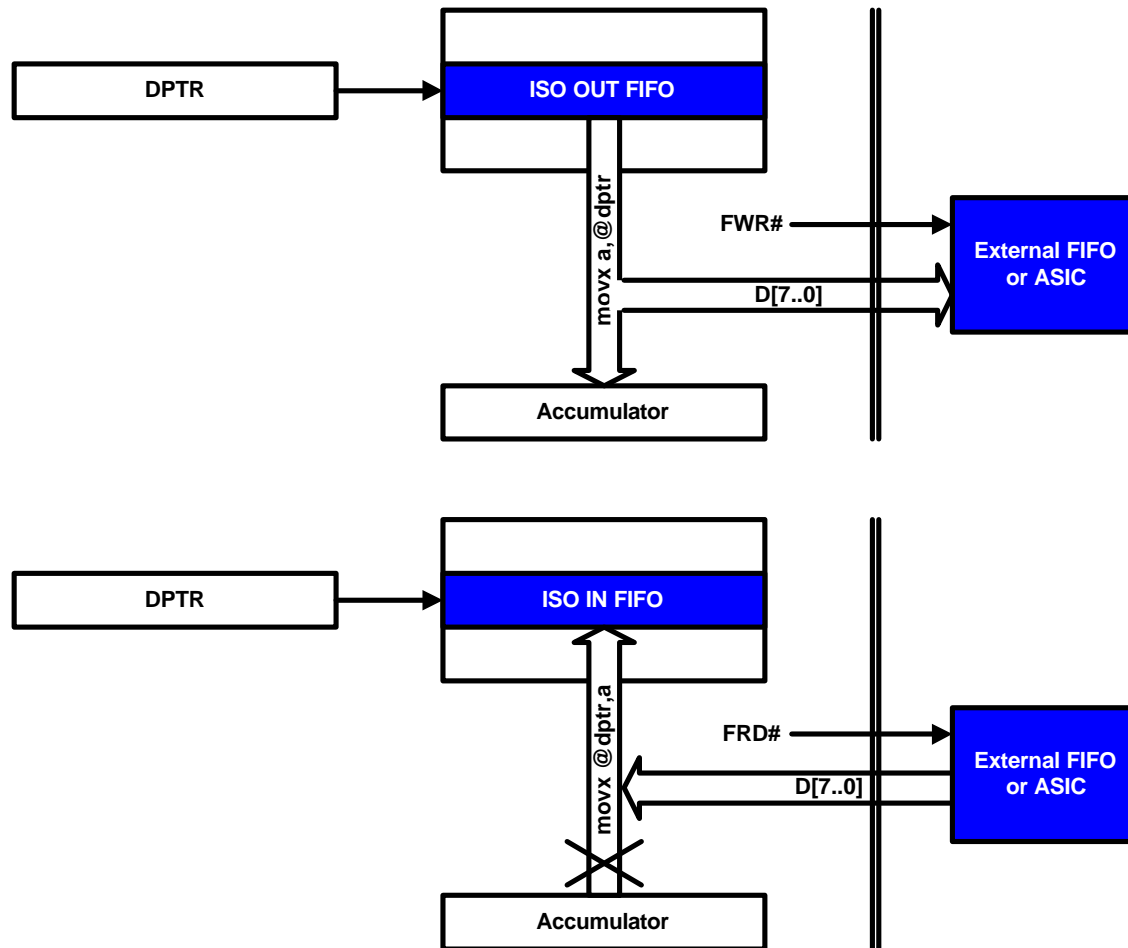 DPTR
ISO OUT FIFO
movx a,@dptr
FWR#
External FIFO
or ASIC
D[7..0]
Accumulator
DPTR
ISO IN FIFO
movx @dptr,a
FRD#
External FIFO
or ASIC
D[7..0]
Accumulator